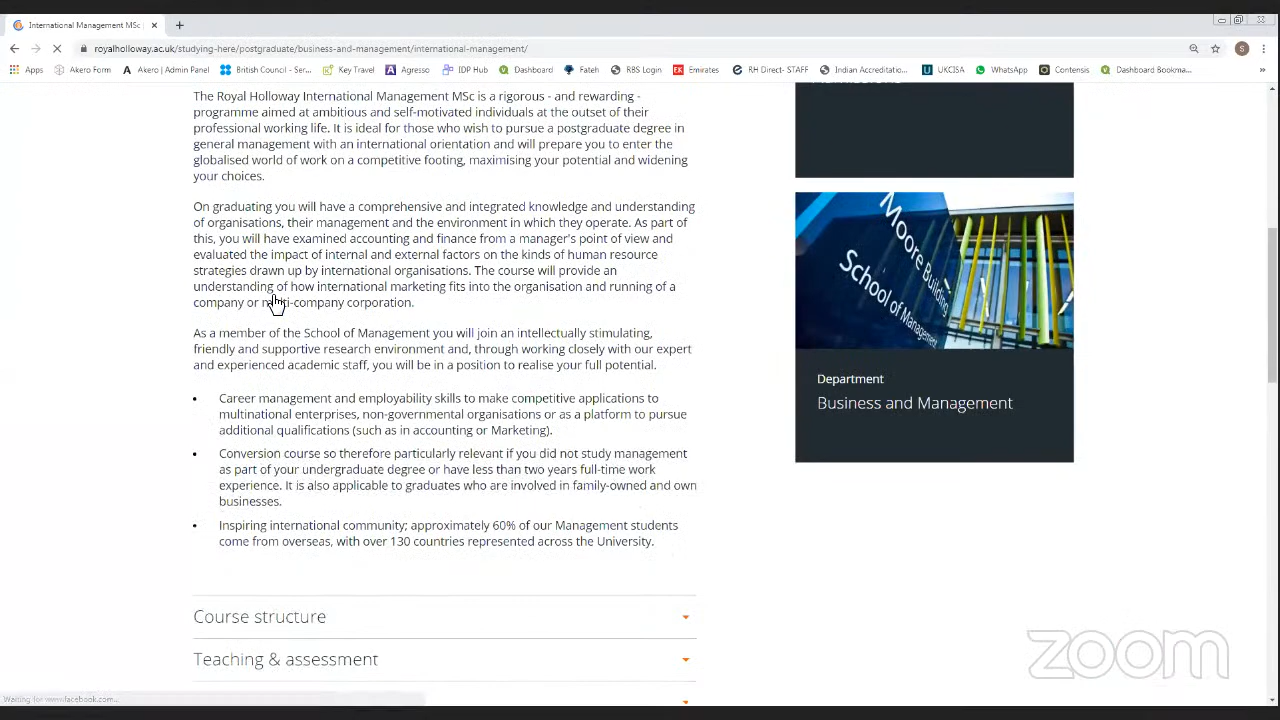 International Management MSc
royalholloway.ac.uk/studying-here/postgraduate/business-and-management/international-management/
S
Apps Akero Form Akero | Admin Panel British Council - Ser... Key Travel Agresso IDP Hub Dashboard Fateh RBS Login Emirates RH Direct- STAFF Indian Accreditatio... UKCISA WhatsApp Contensis Dashboard Bookma... »
The Royal Holloway International Management MSc is a rigorous - and rewarding -
programme aimed at ambitious and self-motivated individuals at the outset of their
professional working life. It is ideal for those who wish to pursue a postgraduate degree in
general management with an international orientation and will prepare you to enter the
globalised world of work on a competitive footing, maximising your potential and widening
your choices.
On graduating you will have a comprehensive and integrated knowledge and understanding
of organisations, their management and the environment in which they operate. As part of
this, you will have examined accounting and finance from a manager's point of view and
evaluated the impact of internal and external factors on the kinds of human resource
strategies drawn up by international organisations. The course will provide an
understanding of how international marketing fits into the organisation and running of a
company or multi-company corporation.
As a member of the School of Management you will join an intellectually stimulating,
friendly and supportive research environment and, through working closely with our expert
and experienced academic staff, you will be in a position to realise your full potential.
• Career management and employability skills to make competitive applications to
multinational enterprises, non-governmental organisations or as a platform to pursue
additional qualifications (such as in accounting or Marketing).
• Conversion course so therefore particularly relevant if you did not study management
as part of your undergraduate degree or have less than two years full-time work
experience. It is also applicable to graduates who are involved in family-owned and own
businesses.
• Inspiring international community; approximately 60% of our Management students
come from overseas, with over 130 countries represented across the University.
Course structure
Teaching & assessment
Moore Building
School of Management
Department
Business and Management
zoom
Waiting for www.facebook.com...